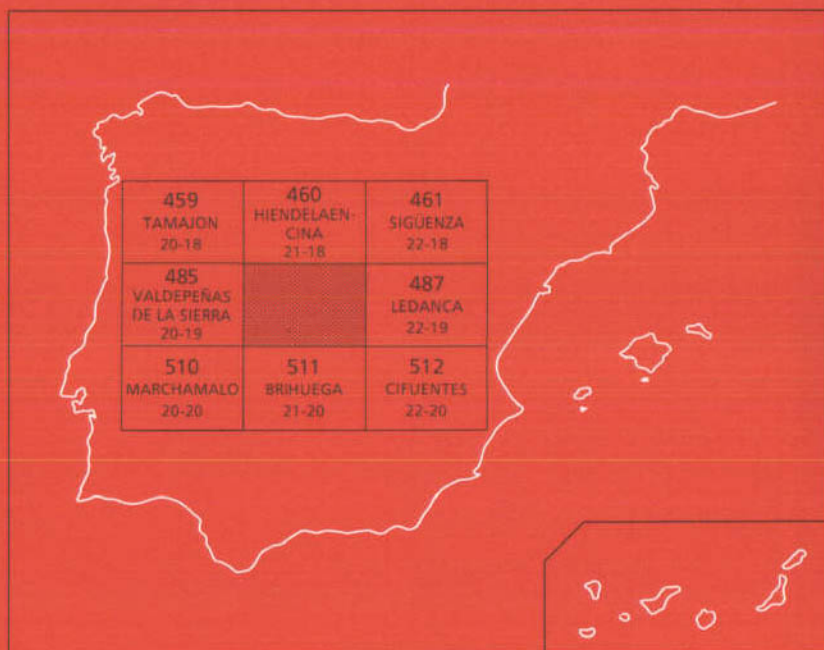 459
TAMAJON
20-18
460
HIENDELAEN-
CINA
21-18
461
SIGÜENZA
22-18
485
VALDEPEÑAS
DE LA SIERRA
20-19
487
LEDANCA
22-19
510
MARCHAMALO
20-20
511
BRIHUEGA
21-20
512
CIFUENTES
22-20